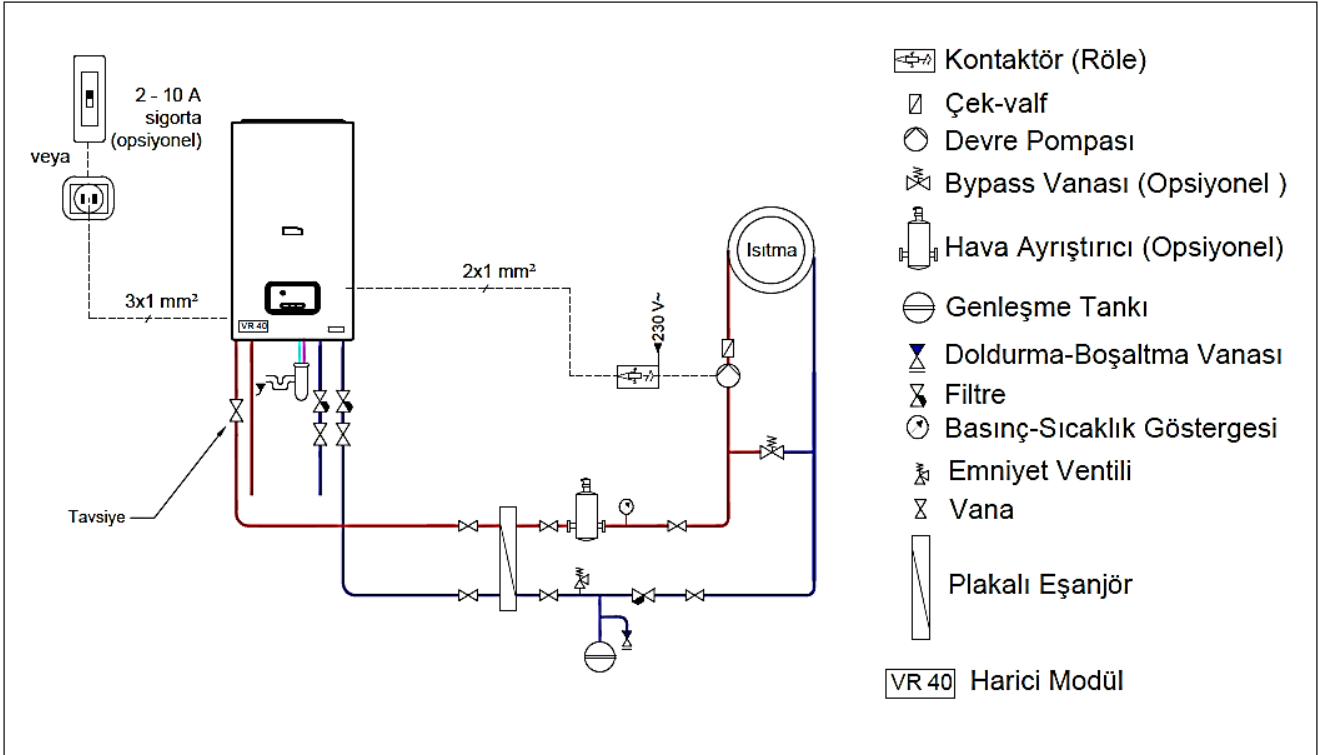 2 - 10 A
sigorta
(opsiyonel)
veya
3x1 mm²
VR 40
2x1 mm²
230 V~
Isıtma
Tavsiye
Kontaktör (Röle)
Çek-valf
Devre Pompası
Bypass Vanası (Opsiyonel )
Hava Ayrıştırıcı (Opsiyonel)
Genleşme Tankı
Doldurma-Boşaltma Vanası
Filtre
Basınç-Sıcaklık Göstergesi
Emniyet Ventili
Vana
Plakalı Eşanjör
VR 40 Harici Modül